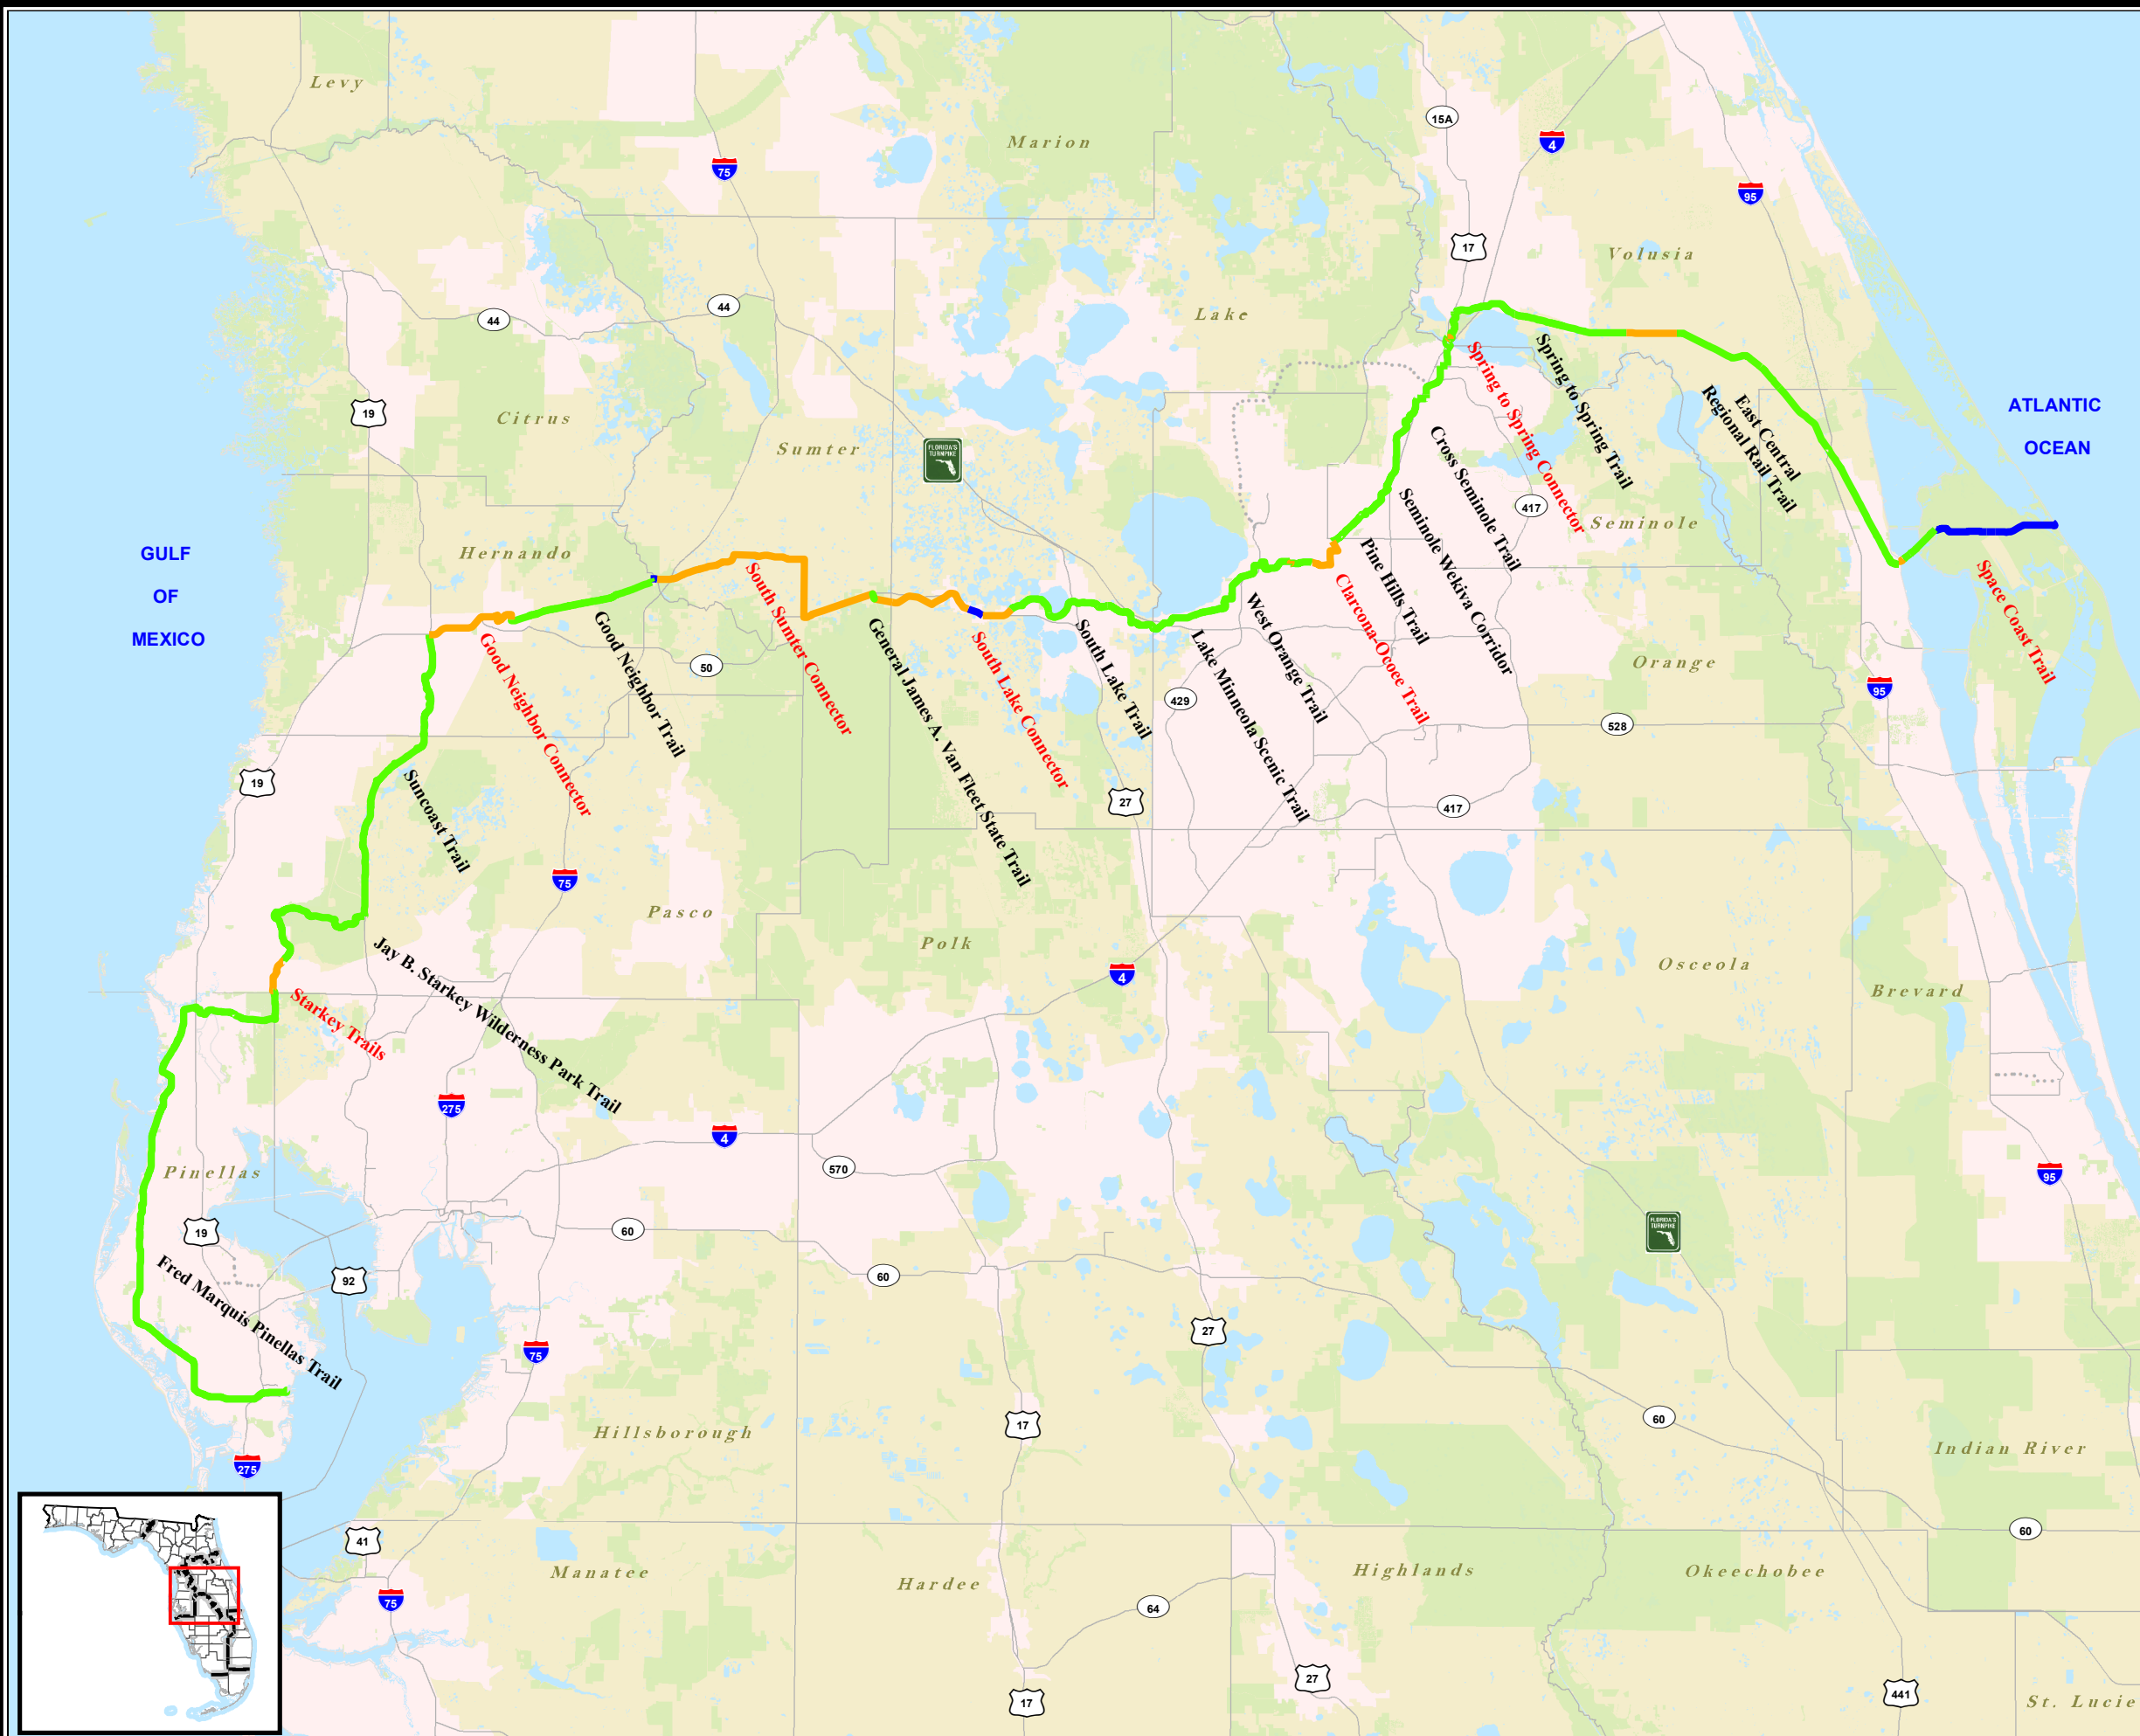 Levy
Marion
15A
4
75
95
17
Volusia
44
44
Lake
19
Citrus
Sumter
FLORIDA'S
TURNPIKE
ATLANTIC
OCEAN
Spring to Spring Connector
Spring to Spring Trail
East Central
Regional Rail Trail
Cross Seminole Trail
417
Seminole
GULF
OF
MEXICO
Hernando
Seminole Wekiva Corridor
Pine Hills Trail
Clarcona-Ocoee Trail
Space Coast Trail
South Sumter Connector
Good Neighbor Trail
Good Neighbor Connector
50
General James A. Van Fleet State Trail
South Lake Connector
South Lake Trail
West Orange Trail
Lake Minneola Scenic Trail
Orange
429
95
528
19
Suncoast Trail
27
417
75
Pasco
Polk
Jay B. Starkey Wilderness Park Trail
4
Osceola
Brevard
Starkey Trails
275
4
570
Pinellas
95
19
60
FLORIDA'S
TURNPIKE
Fred Marquis Pinellas Trail
92
60
27
75
17
60
Hillsborough
Indian River
275
41
60
Manatee
Hardee
Highlands
Okeechobee
75
64
27
17
441
St. Lucie